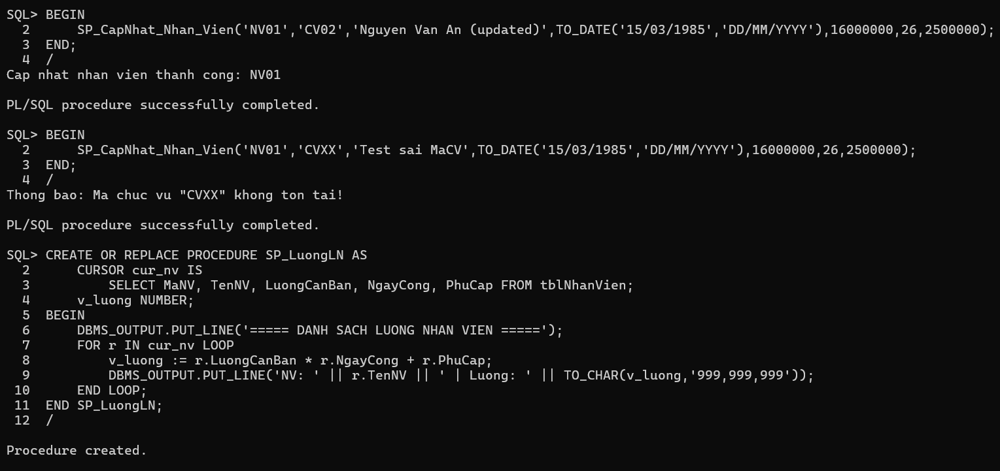 SQL> BEGIN
  2      SP_CapNhat_Nhan_Vien('NV01','CV02','Nguyen Van An (updated)',TO_DATE('15/03/1985','DD/MM/YYYY'),16000000,26,2500000);
  3  END;
  4  /
Cap nhat nhan vien thanh cong: NV01

PL/SQL procedure successfully completed.

SQL> BEGIN
  2      SP_CapNhat_Nhan_Vien('NV01','CVXX','Test sai MaCV',TO_DATE('15/03/1985','DD/MM/YYYY'),16000000,26,2500000);
  3  END;
  4  /
Thong bao: Ma chuc vu "CVXX" khong ton tai!

PL/SQL procedure successfully completed.

SQL> CREATE OR REPLACE PROCEDURE SP_LuongLN AS
  2      CURSOR cur_nv IS
  3          SELECT MaNV, TenNV, LuongCanBan, NgayCong, PhuCap FROM tblNhanVien;
  4      v_luong NUMBER;
  5  BEGIN
  6      DBMS_OUTPUT.PUT_LINE('===== DANH SACH LUONG NHAN VIEN =====');
  7      FOR r IN cur_nv LOOP
  8          v_luong := r.LuongCanBan * r.NgayCong + r.PhuCap;
  9          DBMS_OUTPUT.PUT_LINE('NV: ' || r.TenNV || ' | Luong: ' || TO_CHAR(v_luong,'999,999,999'));
 10      END LOOP;
 11  END SP_LuongLN;
 12  /

Procedure created.